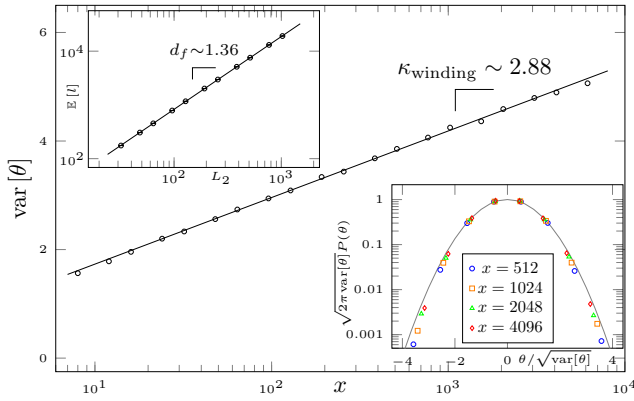 6
4
2
0
var [θ]
10^1
10^2
10^3
10^4
x
κ_winding ∼ 2.88
10^4
10^2
𝔼 [l]
d_f∼1.36
10^2
L_2
10^3
1
0.1
0.01
0.001
√2π var[θ] P(θ)
x = 512
x = 1024
x = 2048
x = 4096
−4
−2
0
θ/√var[θ]
4